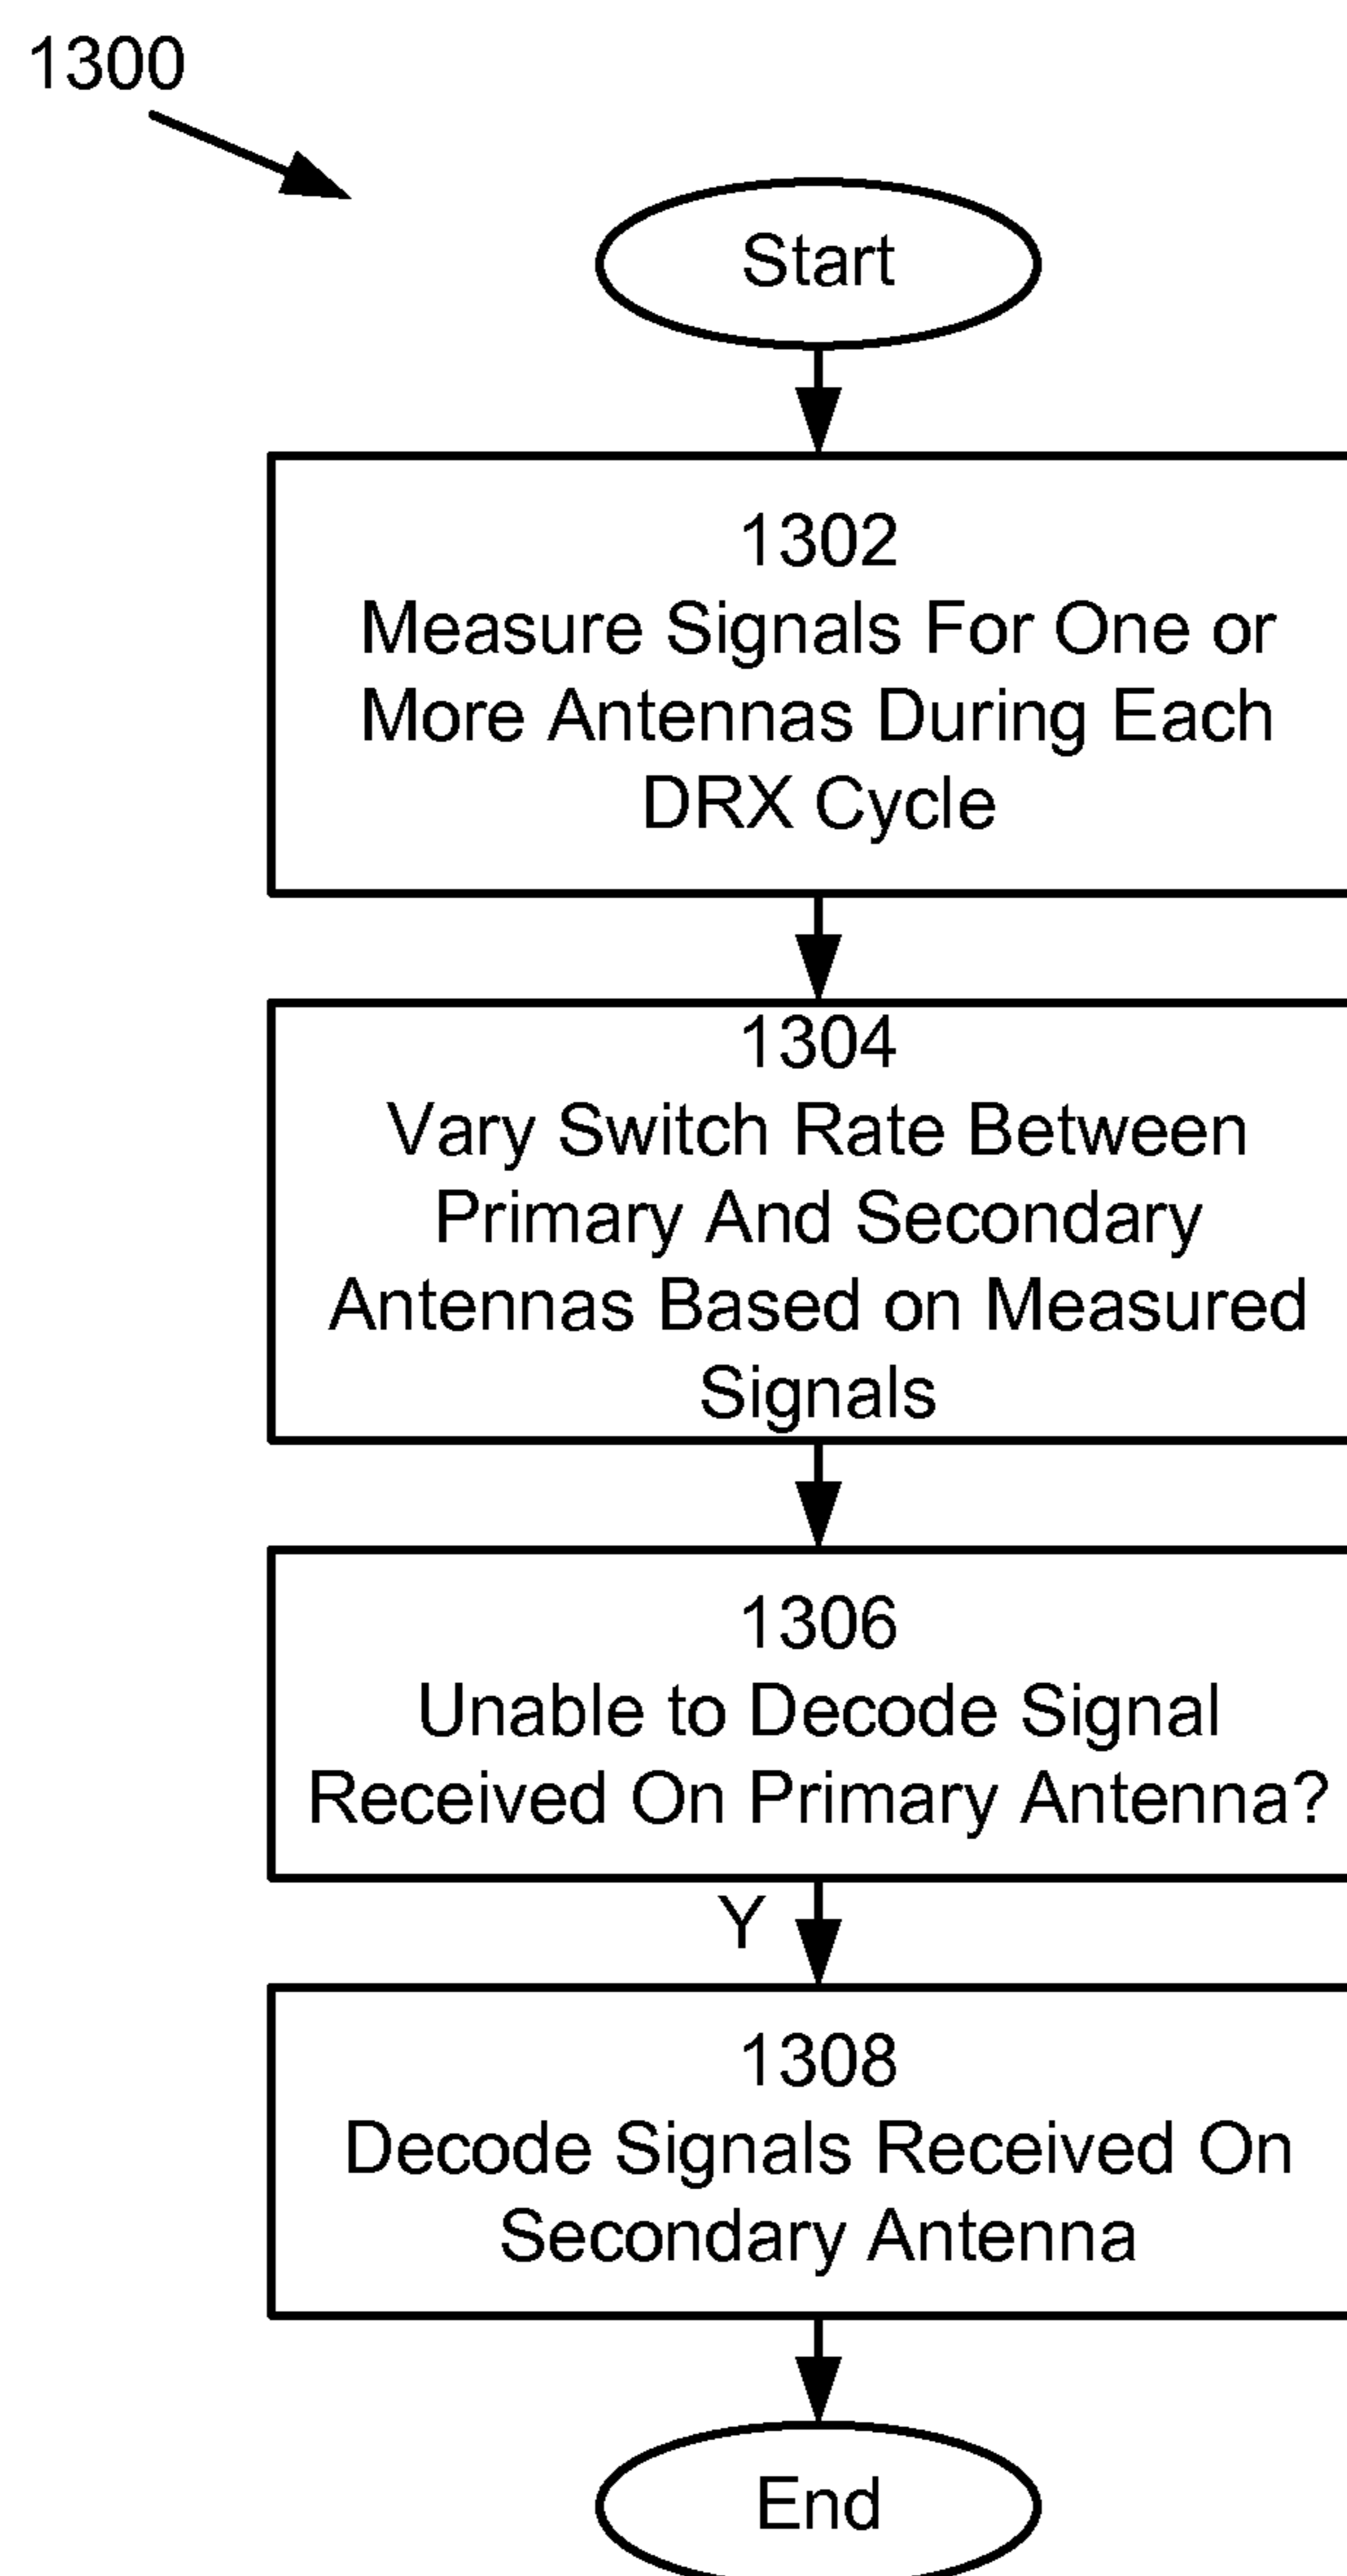 1300
Start
1302
Measure Signals For One or
More Antennas During Each
DRX Cycle
1304
Vary Switch Rate Between
Primary And Secondary
Antennas Based on Measured
Signals
1306
Unable to Decode Signal
Received On Primary Antenna?
Y
1308
Decode Signals Received On
Secondary Antenna
End